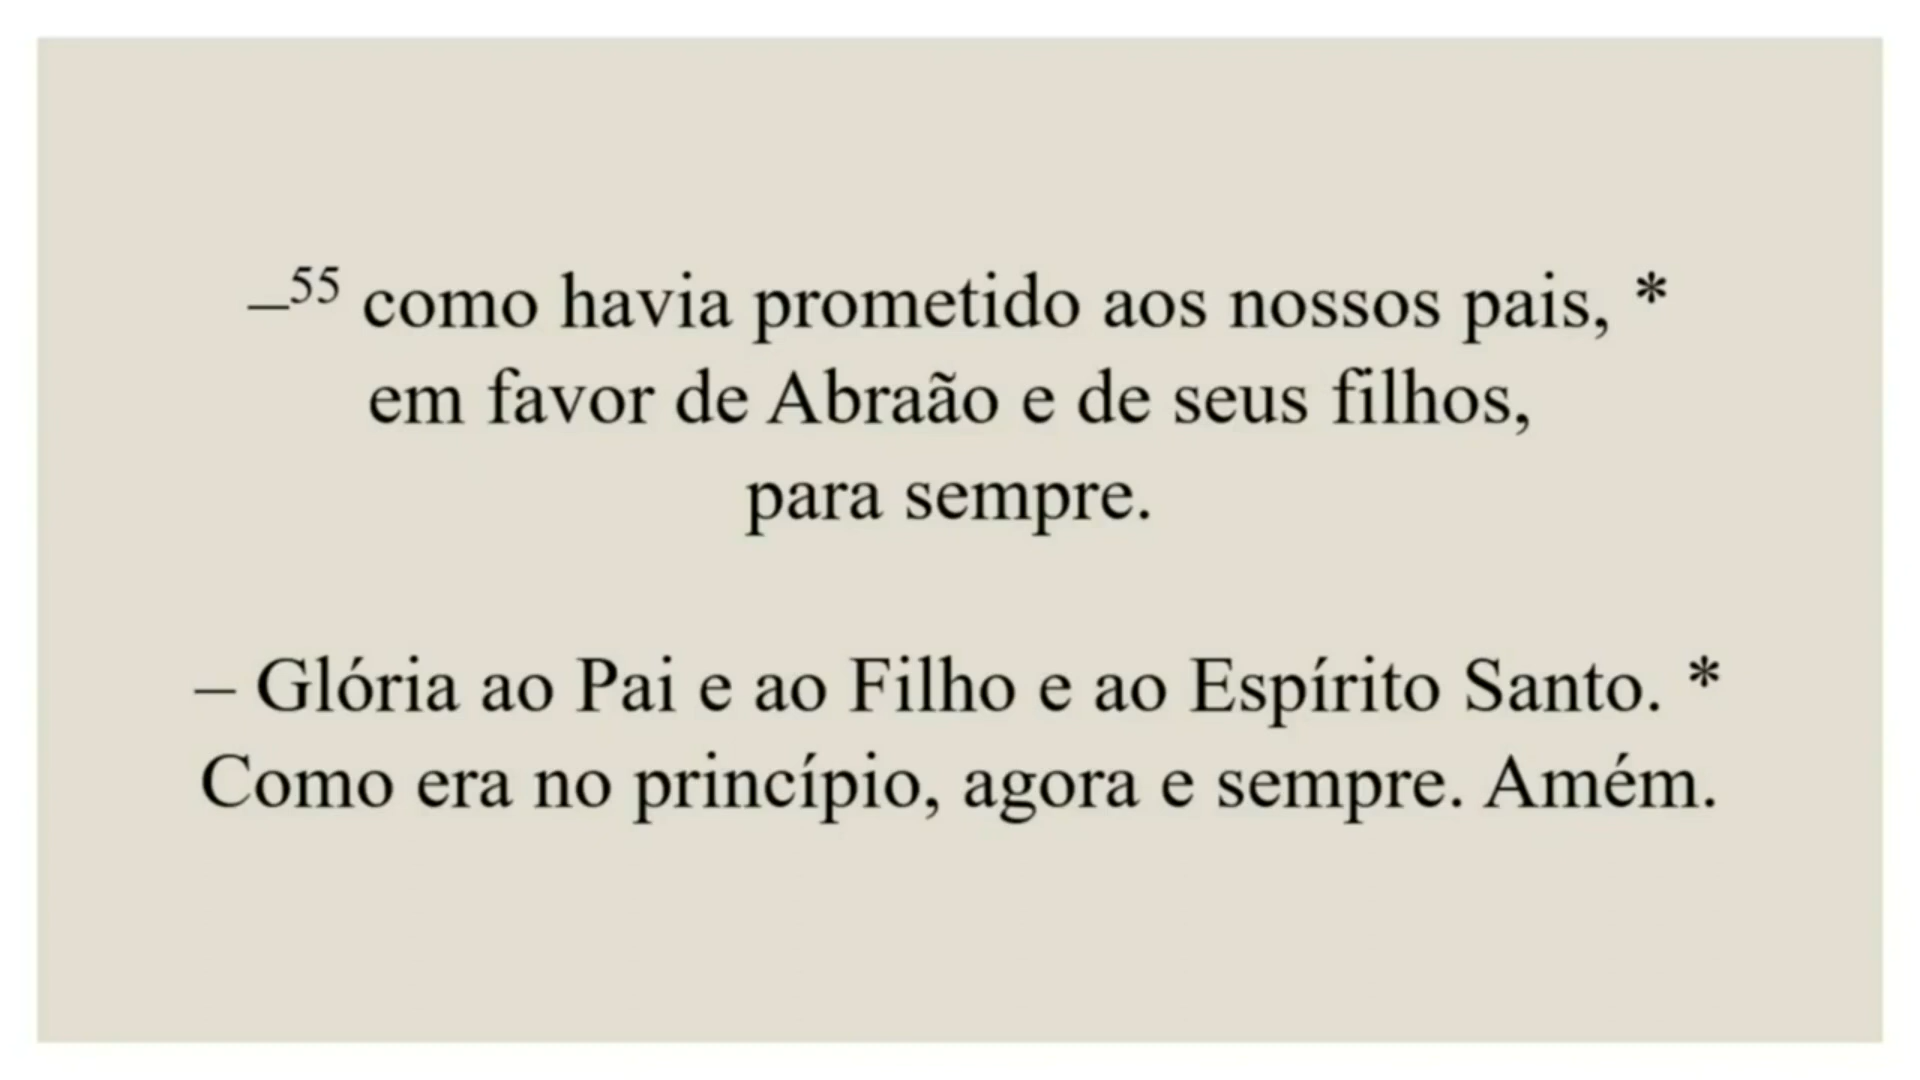 –⁵⁵ como havia prometido aos nossos pais, *
em favor de Abraão e de seus filhos,
para sempre.
– Glória ao Pai e ao Filho e ao Espírito Santo. *
Como era no princípio, agora e sempre. Amém.